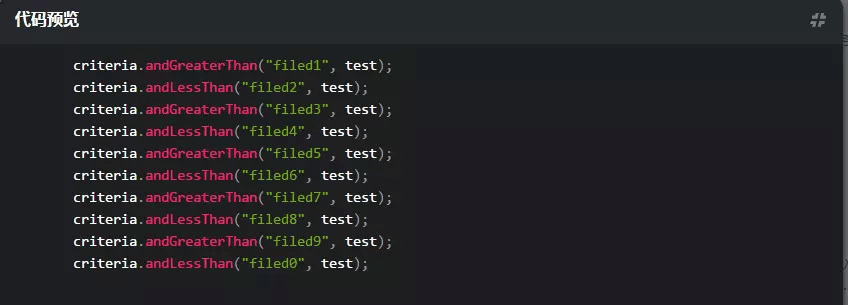 代码预览
criteria.andGreaterThan("filed1", test);
criteria.andLessThan("filed2", test);
criteria.andGreaterThan("filed3", test);
criteria.andLessThan("filed4", test);
criteria.andGreaterThan("filed5", test);
criteria.andLessThan("filed6", test);
criteria.andGreaterThan("filed7", test);
criteria.andLessThan("filed8", test);
criteria.andGreaterThan("filed9", test);
criteria.andLessThan("filed0", test);